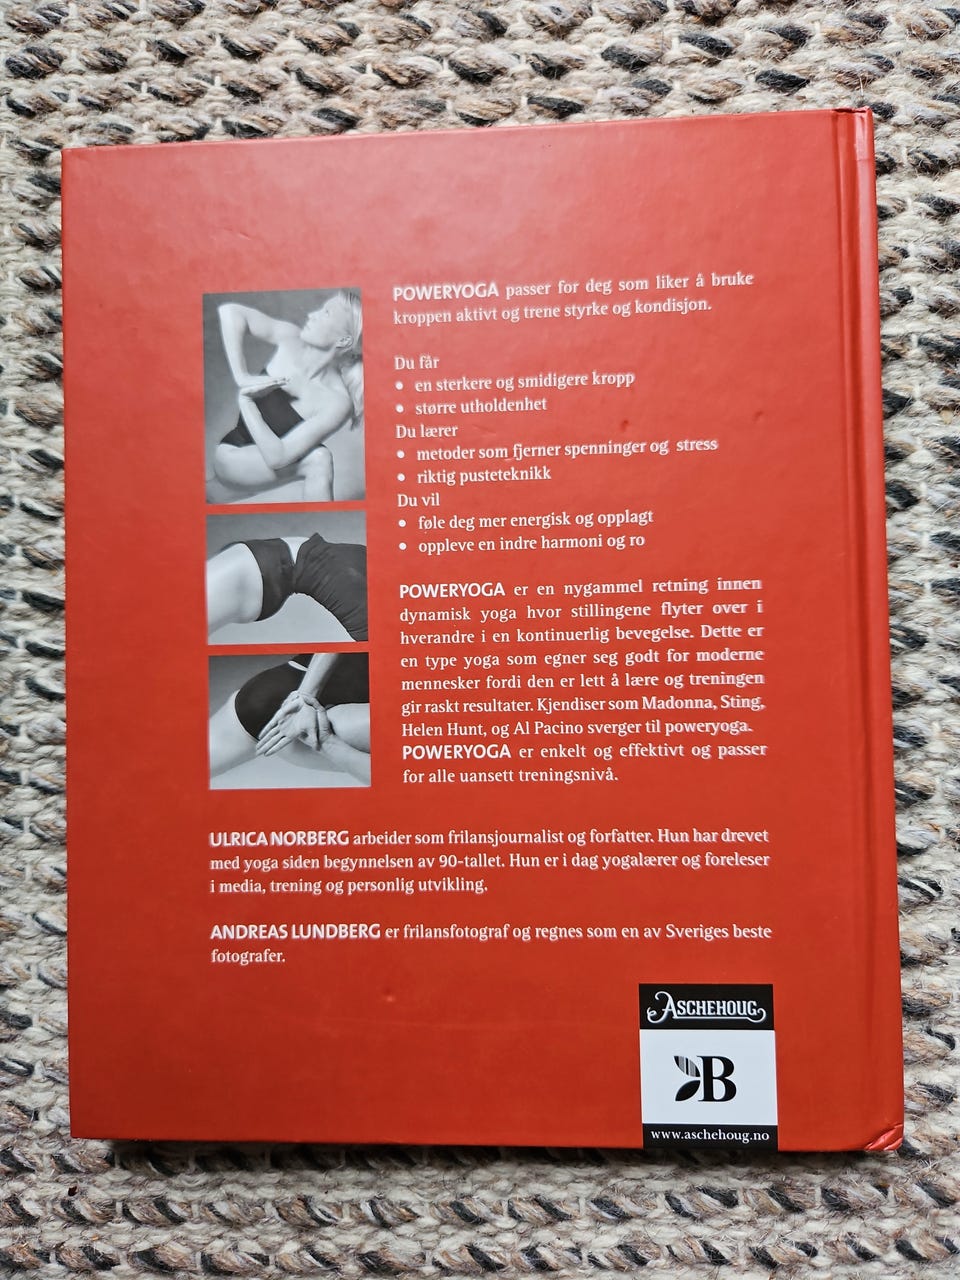 POWERYOGA passer for deg som liker å bruke
kroppen aktivt og trene styrke og kondisjon.
Du får
• en sterkere og smidigere kropp
• større utholdenhet
Du lærer
• metoder som fjerner spenninger og stress
• riktig pusteteknikk
Du vil
• føle deg mer energisk og opplagt
• oppleve en indre harmoni og ro
POWERYOGA er en nygammel retning innen
dynamisk yoga hvor stillingene flyter over i
hverandre i en kontinuerlig bevegelse. Dette er
en type yoga som egner seg godt for moderne
mennesker fordi den er lett å lære og treningen
gir raskt resultater. Kjendiser som Madonna, Sting,
Helen Hunt, og Al Pacino sverger til poweryoga.
POWERYOGA er enkelt og effektivt og passer
for alle uansett treningsnivå.
ULRICA NORBERG arbeider som frilansjournalist og forfatter. Hun har drevet
med yoga siden begynnelsen av 90-tallet. Hun er i dag yogalærer og foreleser
i media, trening og personlig utvikling.
ANDREAS LUNDBERG er frilansfotograf og regnes som en av Sveriges beste
fotografer.
ASCHEHOUG
B
www.aschehoug.no